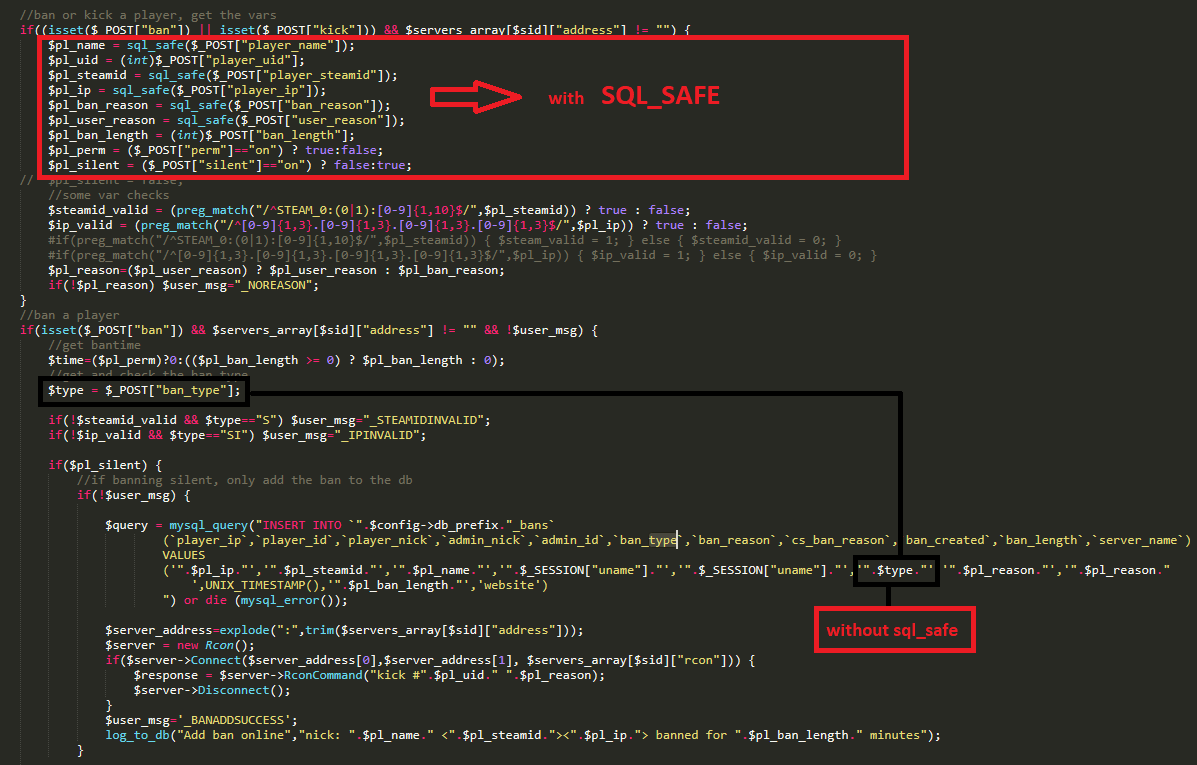 //ban or kick a player, get the vars
if((isset($_POST["ban"]) || isset($_POST["kick"])) && $servers_array[$sid]["address"] != "") {
$pl_name = sql_safe($_POST["player_name"]);
$pl_uid = (int)$_POST["player_uid"];
$pl_steamid = sql_safe($_POST["player_steamid"]);
$pl_ip = sql_safe($_POST["player_ip"]);
with SQL_SAFE
$pl_ban_reason = sql_safe($_POST["ban_reason"]);
$pl_user_reason = sql_safe($_POST["user_reason"]);
$pl_ban_length = (int)$_POST["ban_length"];
$pl_perm = ($_POST["perm"]=="on") ? true:false;
$pl_silent = ($_POST["silent"]=="on") ? false:true;
// $pl_silent = false;
//some var checks
$steamid_valid = (preg_match("/^STEAM_0:(0|1):[0-9]{1,10}$/",$pl_steamid)) ? true : false;
$ip_valid = (preg_match("/^[0-9]{1,3}.[0-9]{1,3}.[0-9]{1,3}.[0-9]{1,3}$/",$pl_ip)) ? true : false;
#if(preg_match("/^STEAM_0:(0|1):[0-9]{1,10}$/",$pl_steamid)) { $steam_valid = 1; } else { $steamid_valid = 0; }
#if(preg_match("/^[0-9]{1,3}.[0-9]{1,3}.[0-9]{1,3}.[0-9]{1,3}$/",$pl_ip)) { $ip_valid = 1; } else { $ip_valid = 0; }
$pl_reason=($pl_user_reason) ? $pl_user_reason : $pl_ban_reason;
if(!$pl_reason) $user_msg="_NOREASON";
}
//ban a player
if(isset($_POST["ban"]) && $servers_array[$sid]["address"] != "" && !$user_msg) {
//get bantime
$time=($pl_perm)?0:(($pl_ban_length >= 0) ? $pl_ban_length : 0);
//get and check the ban type
$type = $_POST["ban_type"];
if(!$steamid_valid && $type=="S") $user_msg="_STEAMIDINVALID";
if(!$ip_valid && $type=="SI") $user_msg="_IPINVALID";
if($pl_silent) {
//if banning silent, only add the ban to the db
if(!$user_msg) {
$query = mysql_query("INSERT INTO `".$config->db_prefix."_bans`
(`player_ip`,`player_id`,`player_nick`,`admin_nick`,`admin_id`,`ban_type`,`ban_reason`,`cs_ban_reason`, ban_created`,`ban_length`,`server_name`)
VALUES
('".$pl_ip."','".$pl_steamid."','".$pl_name."','".$_SESSION["uname"]."','".$_SESSION["uname"]."','".$type."' '".$pl_reason."','".$pl_reason."
',UNIX_TIMESTAMP(),'".$pl_ban_length."','website')
") or die (mysql_error());
$server_address=explode(":",trim($servers_array[$sid]["address"]));
without sql_safe
$server = new Rcon();
if($server->Connect($server_address[0],$server_address[1], $servers_array[$sid]["rcon"])) {
$response = $server->RconCommand("kick #".$pl_uid." ".$pl_reason);
$server->Disconnect();
}
$user_msg='_BANADDSUCCESS';
log_to_db("Add ban online","nick: ".$pl_name." <".$pl_steamid."><".$pl_ip."> banned for ".$pl_ban_length." minutes");
}